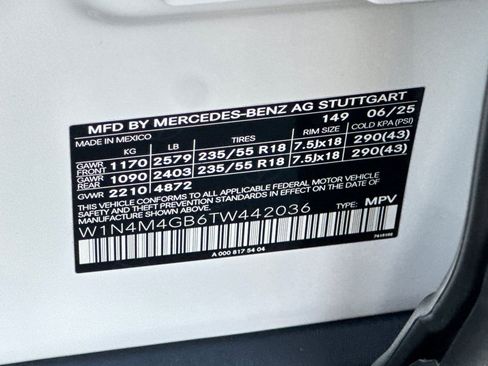 MFD BY MERCEDES-BENZ AG STUTTGART
MADE IN MEXICO 149 06/25
KG LB TIRES RIM SIZE COLD KPA (PSI)
GAWR FRONT 1170 2579 235/55 R18 7.5Jx18 290(43)
GAWR REAR 1090 2403 235/55 R18 7.5Jx18 290(43)
GVWR 2210 4872
THIS VEHICLE CONFORMS TO ALL APPLICABLE FEDERAL MOTOR VEHICLE
SAFETY STANDARDS IN EFFECT ON THE DATE OF
MANUFACTURE SHOWN ABOVE.
W1N4M4GB6TW442036 TYPE: MPV
A 000 817 54 04